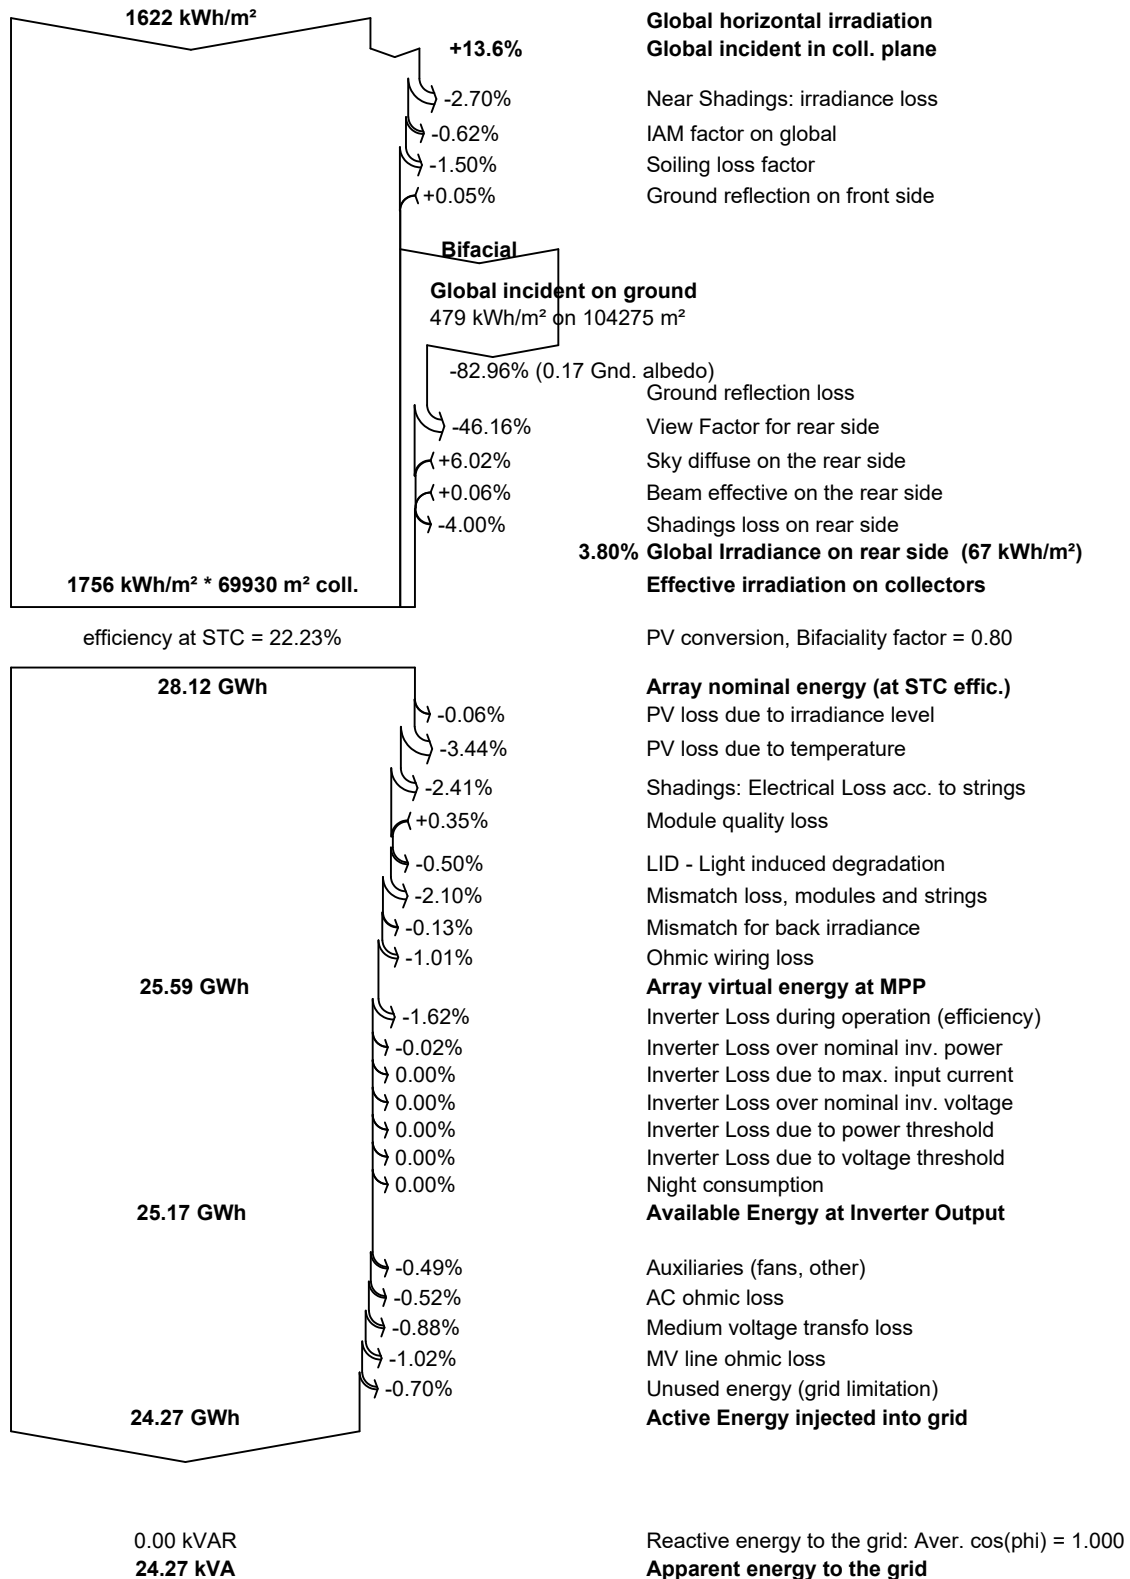 1622 kWh/m² Global horizontal irradiation
+13.6% Global incident in coll. plane
-2.70% Near Shadings: irradiance loss
-0.62% IAM factor on global
-1.50% Soiling loss factor
+0.05% Ground reflection on front side
Bifacial
Global incident on ground
479 kWh/m² on 104275 m²
-82.96% (0.17 Gnd. albedo)
Ground reflection loss
-46.16% View Factor for rear side
+6.02% Sky diffuse on the rear side
+0.06% Beam effective on the rear side
-4.00% Shadings loss on rear side
3.80% Global Irradiance on rear side (67 kWh/m²)
1756 kWh/m² * 69930 m² coll. Effective irradiation on collectors
efficiency at STC = 22.23% PV conversion, Bifaciality factor = 0.80
28.12 GWh Array nominal energy (at STC effic.)
-0.06% PV loss due to irradiance level
-3.44% PV loss due to temperature
-2.41% Shadings: Electrical Loss acc. to strings
+0.35% Module quality loss
-0.50% LID - Light induced degradation
-2.10% Mismatch loss, modules and strings
-0.13% Mismatch for back irradiance
-1.01% Ohmic wiring loss
25.59 GWh Array virtual energy at MPP
-1.62% Inverter Loss during operation (efficiency)
-0.02% Inverter Loss over nominal inv. power
0.00% Inverter Loss due to max. input current
0.00% Inverter Loss over nominal inv. voltage
0.00% Inverter Loss due to power threshold
0.00% Inverter Loss due to voltage threshold
0.00% Night consumption
25.17 GWh Available Energy at Inverter Output
-0.49% Auxiliaries (fans, other)
-0.52% AC ohmic loss
-0.88% Medium voltage transfo loss
-1.02% MV line ohmic loss
-0.70% Unused energy (grid limitation)
24.27 GWh Active Energy injected into grid
0.00 kVAR Reactive energy to the grid: Aver. cos(phi) = 1.000
24.27 kVA Apparent energy to the grid